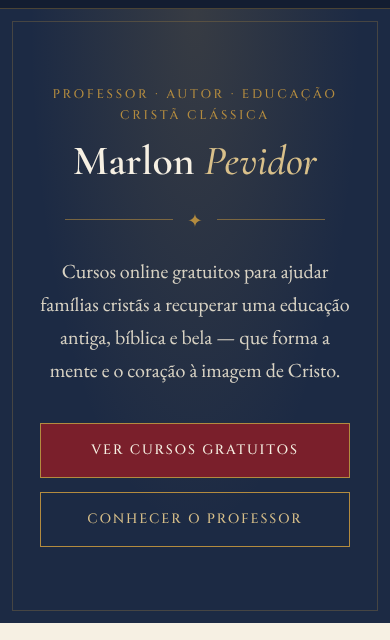 PROFESSOR · AUTOR · EDUCAÇÃO
CRISTÃ CLÁSSICA
Marlon Pevidor
Cursos online gratuitos para ajudar
famílias cristãs a recuperar uma educação
antiga, bíblica e bela — que forma a
mente e o coração à imagem de Cristo.
VER CURSOS GRATUITOS
CONHECER O PROFESSOR